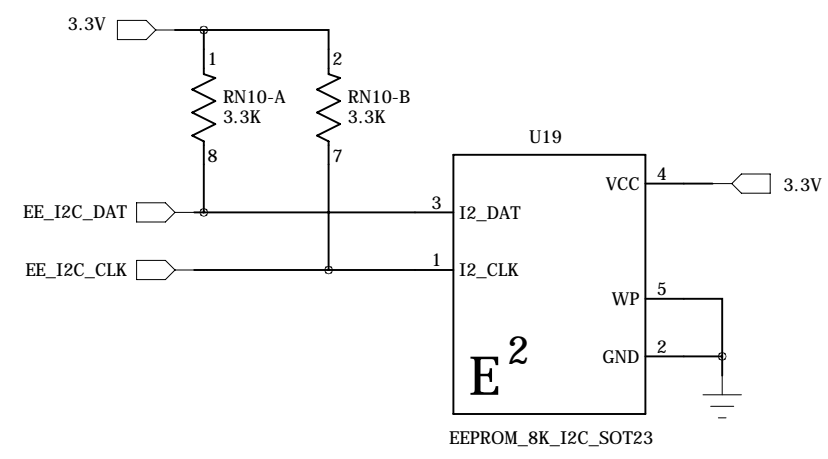 3.3V
1
2
RN10-A
3.3K
RN10-B
3.3K
8
7
U19
VCC
4
3.3V
EE_I2C_DAT
3
I2_DAT
EE_I2C_CLK
1
I2_CLK
WP
5
GND
2
E²
EEPROM_8K_I2C_SOT23